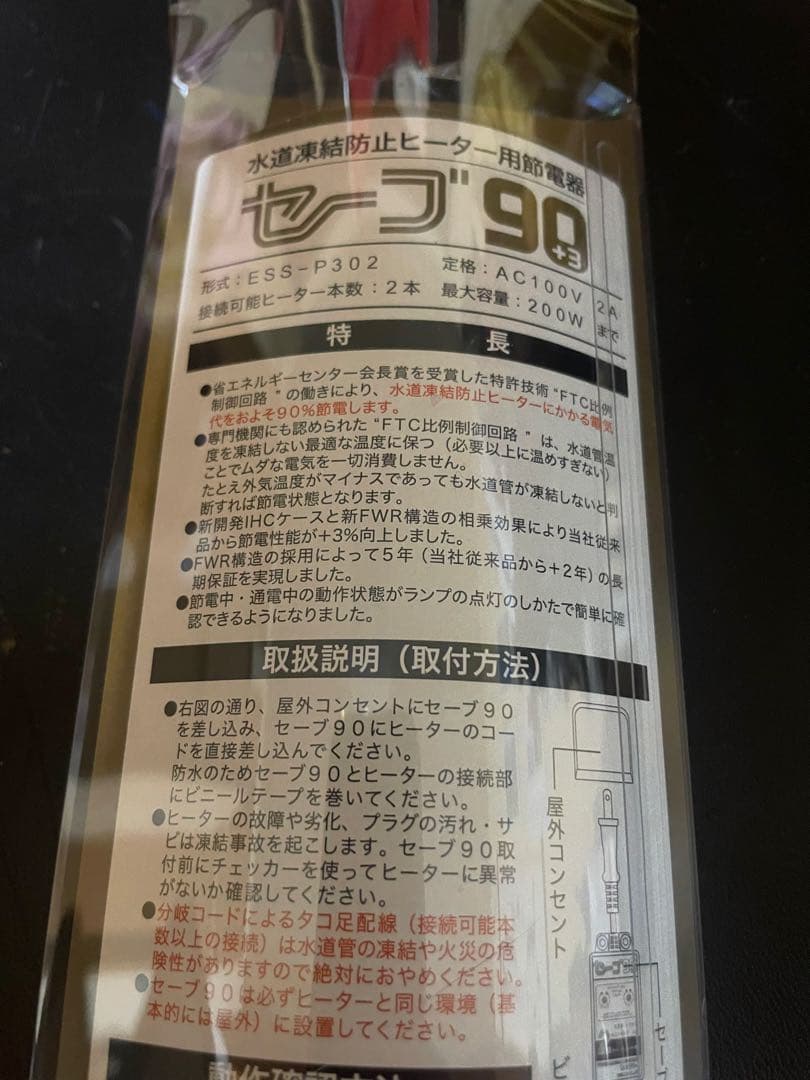 水道凍結防止ヒーター用節電器
セーブ90
+3
形式：ESS-P302 定格：AC100V 2A
接続可能ヒーター本数：2本 最大容量：200W まで
特 長
●省エネルギーセンター会長賞を受賞した特許技術“FTC比例
制御回路”の働きにより、水道凍結防止ヒーターにかかる電気
代をおよそ90%節電します。
●専門機関にも認められた“FTC比例制御回路”は、水道管温
度を凍結しない最適な温度に保つ（必要以上に温めすぎない）
ことでムダな電気を一切消費しません。
たとえ外気温度がマイナスであっても水道管が凍結しないと判
断すれば節電状態となります。
●新開発IHCケースと新FWR構造の相乗効果により当社従来
品から節電性能が+3%向上しました。
●FWR構造の採用によって5年（当社従来品から+2年）の長
期保証を実現しました。
●節電中・通電中の動作状態がランプの点灯のしかたで簡単に確
認できるようになりました。
取扱説明（取付方法）
●右図の通り、屋外コンセントにセーブ90
を差し込み、セーブ90にヒーターのコー
ドを直接差し込んでください。
防水のためセーブ90とヒーターの接続部
にビニールテープを巻いてください。
●ヒーターの故障や劣化、プラグの汚れ・サ
ビは凍結事故を起こします。セーブ90取
付前にチェッカーを使ってヒーターに異常
がないか確認してください。
●分岐コードによるタコ足配線（接続可能本
数以上の接続）は水道管の凍結や火災の危
険性がありますので絶対におやめください。
●セーブ90は必ずヒーターと同じ環境（基
本的には屋外）に設置してください。
屋外コンセント
セーブ90
セーブ
ビ
動作確認方法